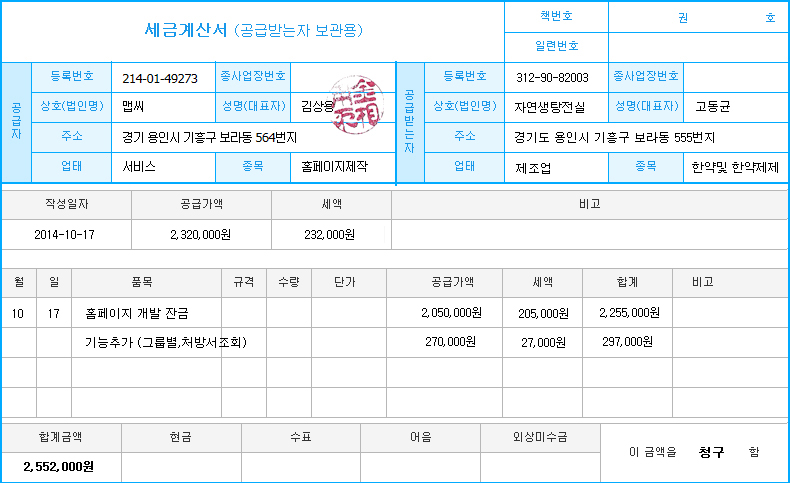 세금계산서 (공급받는자 보관용)
책번호 권 호
일련번호
공급자
등록번호 214-01-49273 종사업장번호
상호(법인명) 맵씨 성명(대표자) 김상용
주소 경기 용인시 기흥구 보라동 564번지
업태 서비스 종목 홈페이지제작
공급받는자
등록번호 312-90-82003 종사업장번호
상호(법인명) 자연생탕전실 성명(대표자) 고동균
주소 경기도 용인시 기흥구 보라동 555번지
업태 제조업 종목 한약및 한약제제
작성일자 공급가액 세액 비고
2014-10-17 2,320,000원 232,000원
월 일 품목 규격 수량 단가 공급가액 세액 합계 비고
10 17 홈페이지 개발 잔금 2,050,000원 205,000원 2,255,000원
기능추가 (그룹별,처방서조회) 270,000원 27,000원 297,000원
합계금액 현금 수표 어음 외상미수금
2,552,000원
이 금액을 청구 함